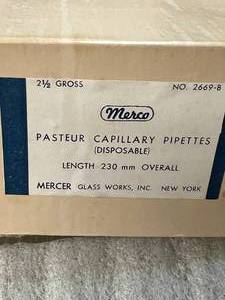 2½ GROSS NO. 2669-B
Merco
PASTEUR CAPILLARY PIPETTES
(DISPOSABLE)
LENGTH 230 mm OVERALL
MERCER GLASS WORKS, INC. NEW YORK